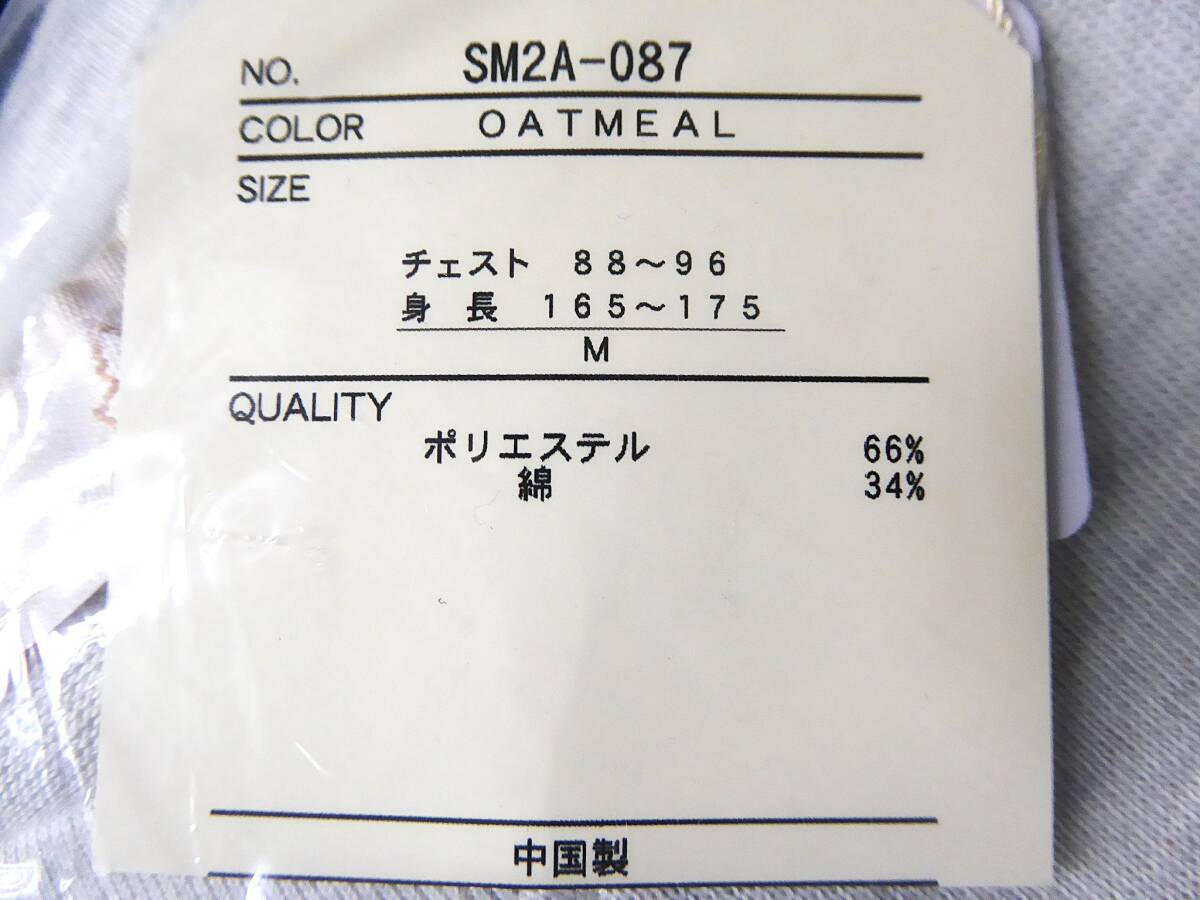 NO. SM2A-087
COLOR OATMEAL
SIZE
チェスト 88～96
身長 165～175
M
QUALITY
ポリエステル 66%
綿 34%
中国製